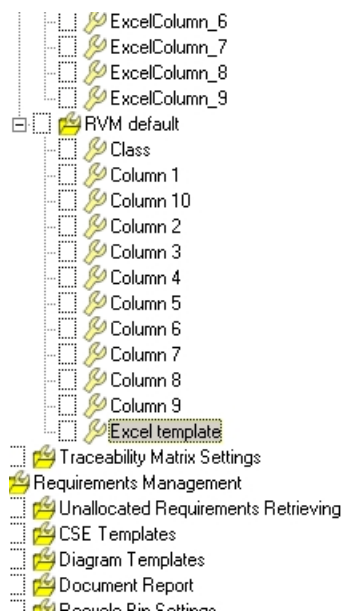 ExcelColumn_6
ExcelColumn_7
ExcelColumn_8
ExcelColumn_9
RVM default
Class
Column 1
Column 10
Column 2
Column 3
Column 4
Column 5
Column 6
Column 7
Column 8
Column 9
Excel template
Traceability Matrix Settings
Requirements Management
Unallocated Requirements Retrieving
CSE Templates
Diagram Templates
Document Report
Recycle Bin Settings